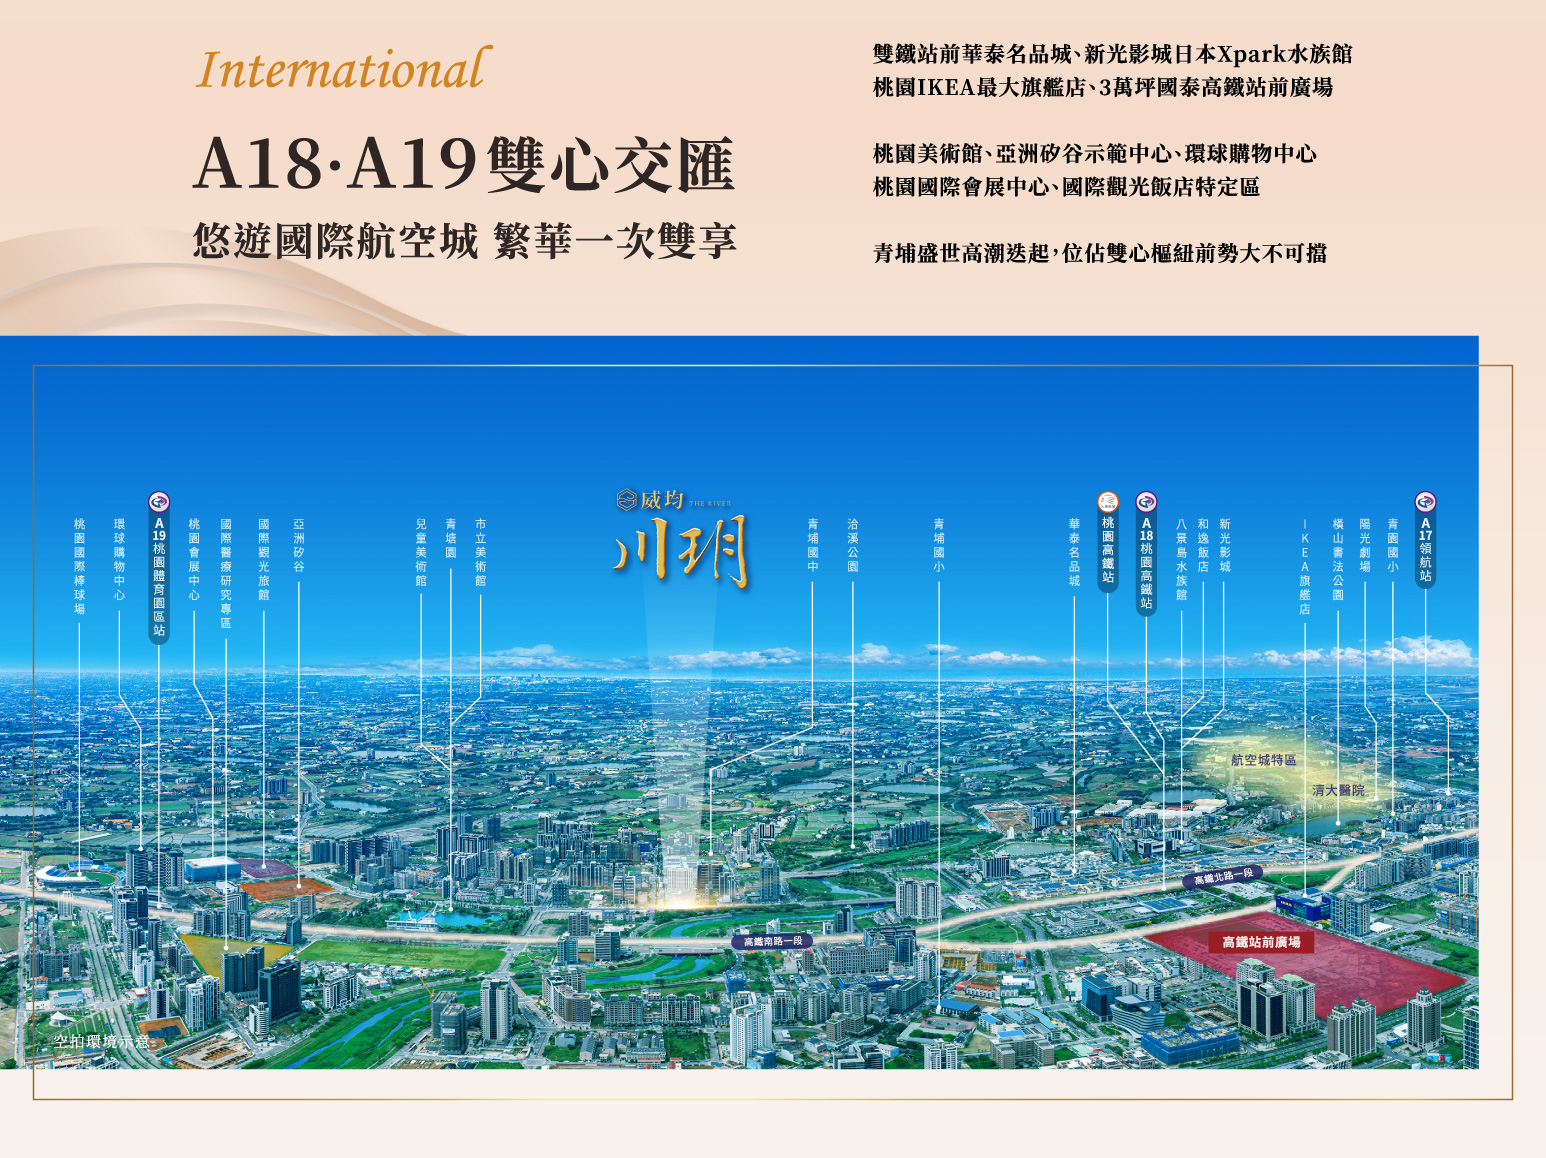 International
A18·A19雙心交匯
悠遊國際航空城 繁華一次雙享
雙鐵站前華泰名品城、新光影城日本Xpark水族館
桃園IKEA最大旗艦店、3萬坪國泰高鐵站前廣場
桃園美術館、亞洲矽谷示範中心、環球購物中心
桃園國際會展中心、國際觀光飯店特定區
青埔盛世高潮迭起，位佔雙心樞紐前勢大不可擋
威均 THE RIVER
川玥
桃園國際棒球場
環球購物中心
A19桃園體育園區站
桃園會展中心
國際醫療研究專區
國際觀光旅館
亞洲矽谷
兒童美術館
青塘園
市立美術館
青埔國中
洽溪公園
青埔國小
華泰名品城
桃園高鐵站
A18桃園高鐵站
八景島水族館
和逸飯店
新光影城
IKEA旗艦店
橫山書法公園
陽光劇場
青園國小
A17領航站
航空城特區
清大醫院
高鐵北路一段
高鐵南路一段
高鐵站前廣場
空拍環境示意